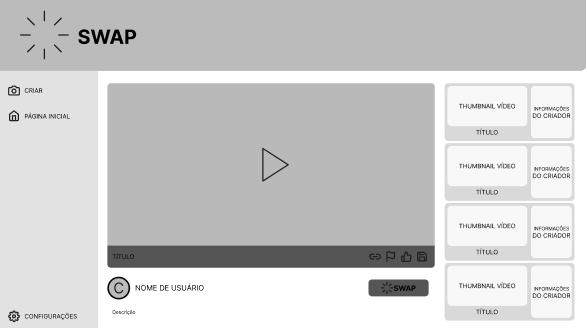 SWAP
CRIAR
PÁGINA INICIAL
CONFIGURAÇÕES
TÍTULO
C
NOME DE USUÁRIO
SWAP
Descrição
THUMBNAIL VÍDEO
TÍTULO
INFORMAÇÕES
DO CRIADOR
THUMBNAIL VÍDEO
TÍTULO
INFORMAÇÕES
DO CRIADOR
THUMBNAIL VÍDEO
TÍTULO
INFORMAÇÕES
DO CRIADOR
THUMBNAIL VÍDEO
TÍTULO
INFORMAÇÕES
DO CRIADOR